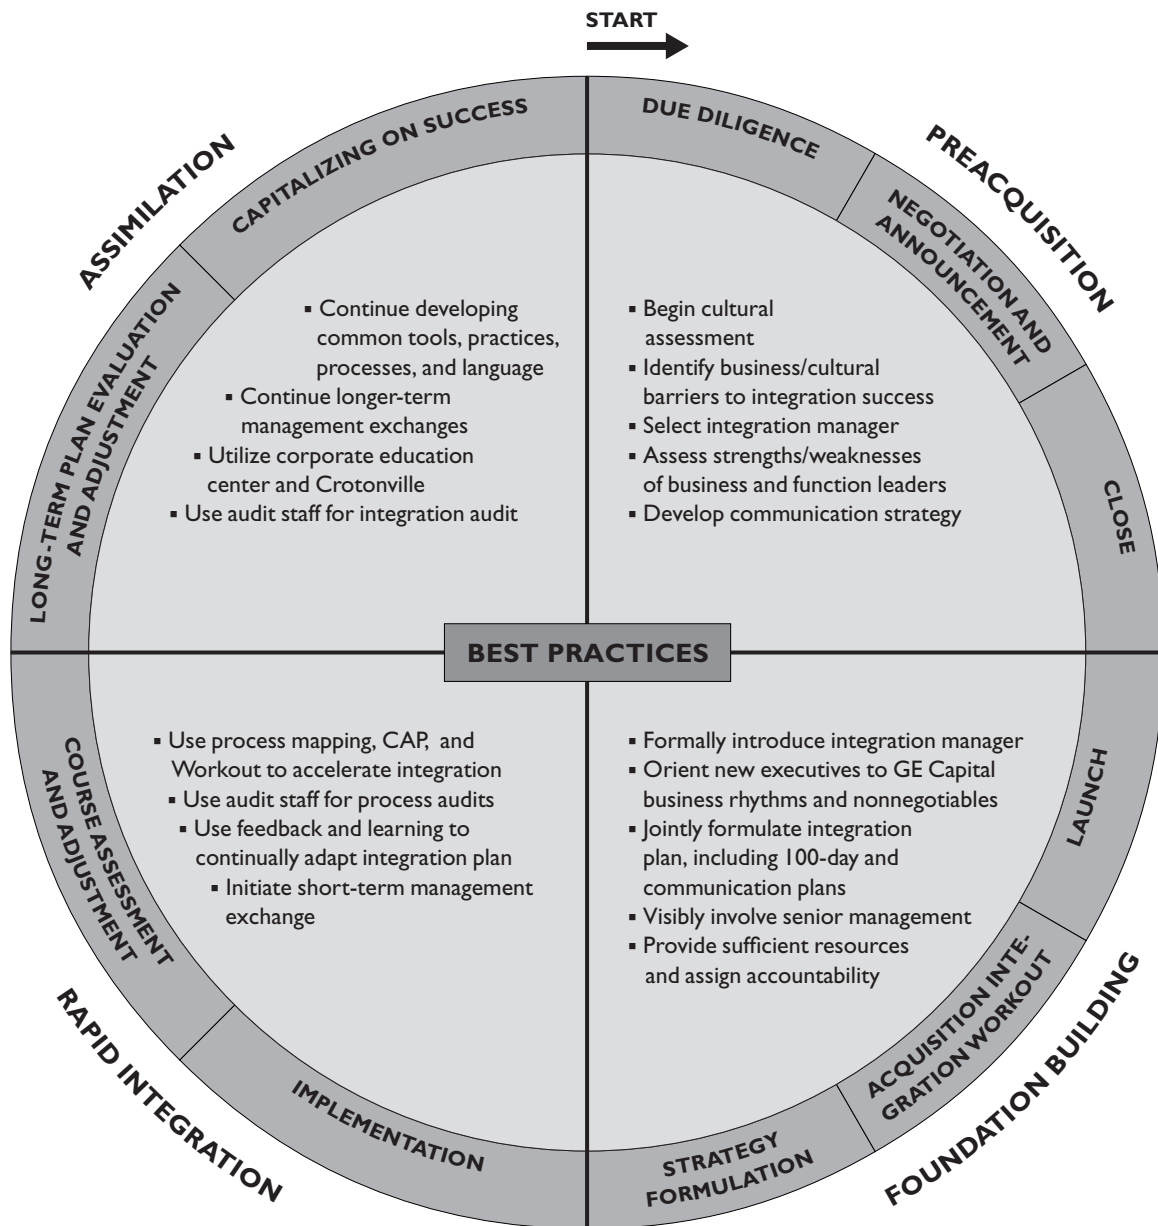 START
DUE DILIGENCE
PREACQUISITION
NEGOTIATION AND
ANNOUNCEMENT
CLOSE
▪ Begin cultural
assessment
▪ Identify business/cultural
barriers to integration success
▪ Select integration manager
▪ Assess strengths/weaknesses
of business and function leaders
▪ Develop communication strategy
BEST PRACTICES
LAUNCH
ACQUISITION INTE-
GRATION WORKOUT
STRATEGY
FORMULATION
FOUNDATION BUILDING
▪ Formally introduce integration manager
▪ Orient new executives to GE Capital
business rhythms and nonnegotiables
▪ Jointly formulate integration
plan, including 100-day and
communication plans
▪ Visibly involve senior management
▪ Provide sufficient resources
and assign accountability
IMPLEMENTATION
RAPID INTEGRATION
COURSE ASSESSMENT
AND ADJUSTMENT
▪ Use process mapping, CAP, and
Workout to accelerate integration
▪ Use audit staff for process audits
▪ Use feedback and learning to
continually adapt integration plan
▪ Initiate short-term management
exchange
LONG-TERM PLAN EVALUATION
AND ADJUSTMENT
ASSIMILATION
CAPITALIZING ON SUCCESS
▪ Continue developing
common tools, practices,
processes, and language
▪ Continue longer-term
management exchanges
▪ Utilize corporate education
center and Crotonville
▪ Use audit staff for integration audit